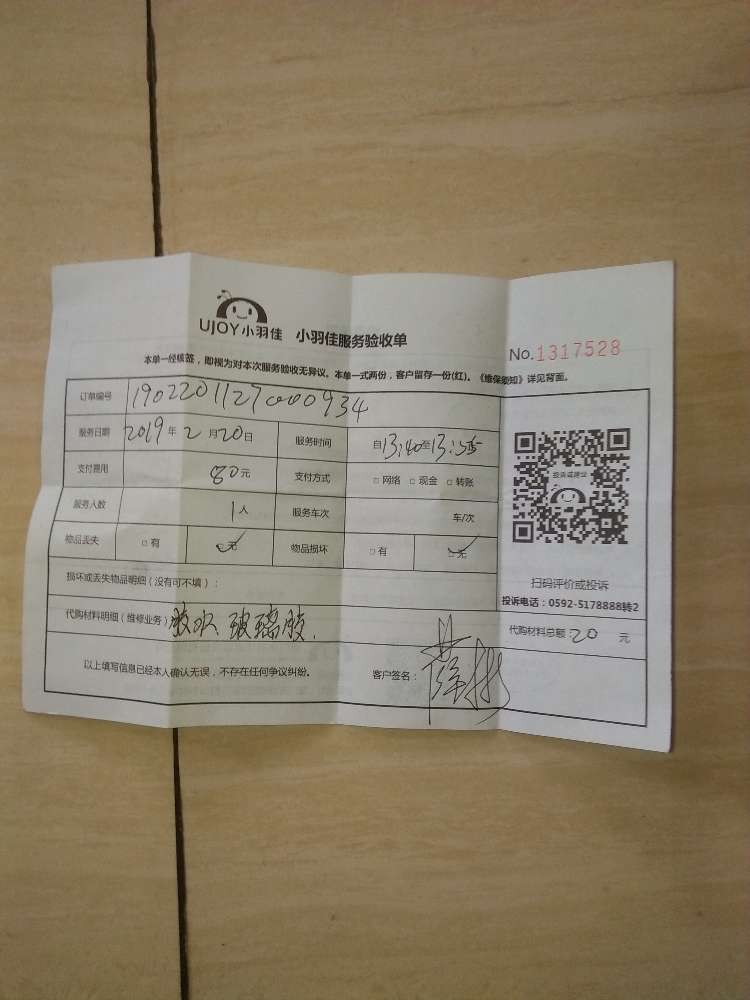 UJOY小羽佳 小羽佳服务验收单
No.1317528
本单一经核签，即视为对本次服务验收无异议。本单一式两份，客户留存一份(红)。《维保须知》详见背面。
订单编号 1902201127000934
服务日期 2019年2月20日 服务时间 自13:40至13:55
支付费用 80元 支付方式 □网络 □现金 □转账
服务人数 1人 服务车次 车/次
物品丢失 □有 □无 物品损坏 □有 □无
投诉或建议
扫码评价或投诉
投诉电话：0592-5178888转2
损坏或丢失物品明细（没有可不填）：
代购材料明细（维修业务） 胶水、玻璃胶.
代购材料总额：20 元
以上填写信息已经本人确认无误，不存在任何争议纠纷。 客户签名：